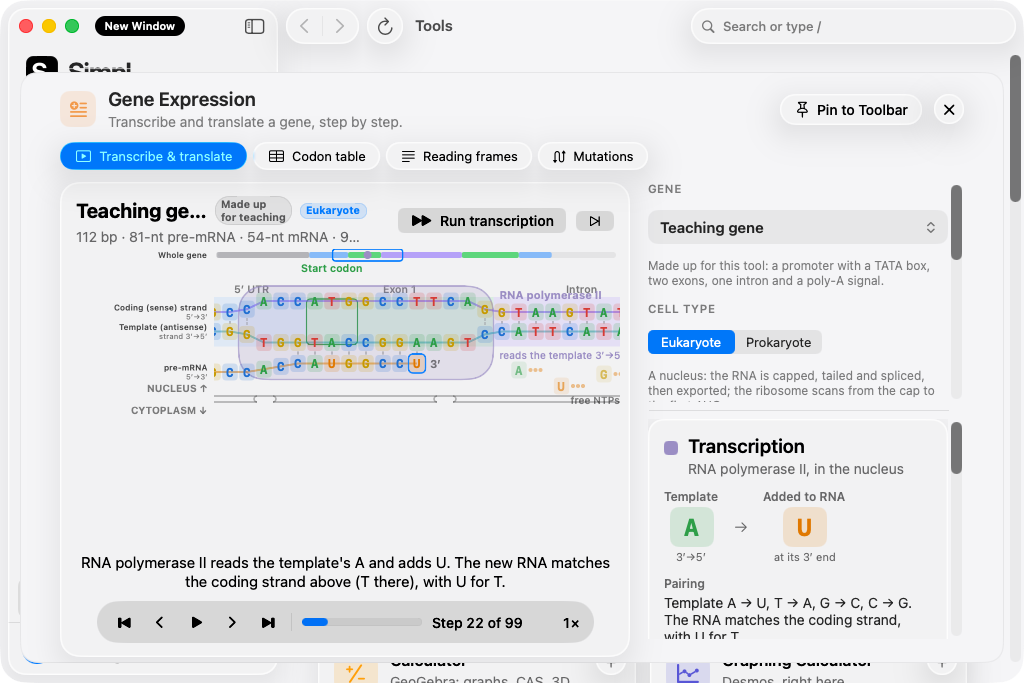 New Window
Tools
Search or type /
Simpl
Gene Expression
Transcribe and translate a gene, step by step.
Pin to Toolbar
Transcribe & translate
Codon table
Reading frames
Mutations
Teaching ge...
Made up
for teaching
Eukaryote
Run transcription
112 bp · 81-nt pre-mRNA · 54-nt mRNA · 9...
Whole gene
Start codon
5′ UTR
Exon 1
Intron
RNA polymerase II
Coding (sense) strand
5′→3′
C C A C C A T G G C C T T C A G G T A A G T A T
Template (antisense)
strand 3′→5′
G G T G G T A C C G G A A G T C C A T T C A T A
reads the template 3′→5′
pre-mRNA
5′→3′
C C A C C A U G G C C U 3′
A
U
G
NUCLEUS ↑
free NTPs
CYTOPLASM ↓
RNA polymerase II reads the template's A and adds U. The new RNA matches
the coding strand above (T there), with U for T.
Step 22 of 99
1×
GENE
Teaching gene
Made up for this tool: a promoter with a TATA box,
two exons, one intron and a poly-A signal.
CELL TYPE
Eukaryote
Prokaryote
A nucleus: the RNA is capped, tailed and spliced,
then exported; the ribosome scans from the cap to
Transcription
RNA polymerase II, in the nucleus
Template
Added to RNA
A
→
U
3′→5′
at its 3′ end
Pairing
Template A → U, T → A, G → C, C → G.
The RNA matches the coding strand,
with U for T
Calculator
GeoGebra: graphs, CAS, 3D
Graphing Calculator
Desmos, right here